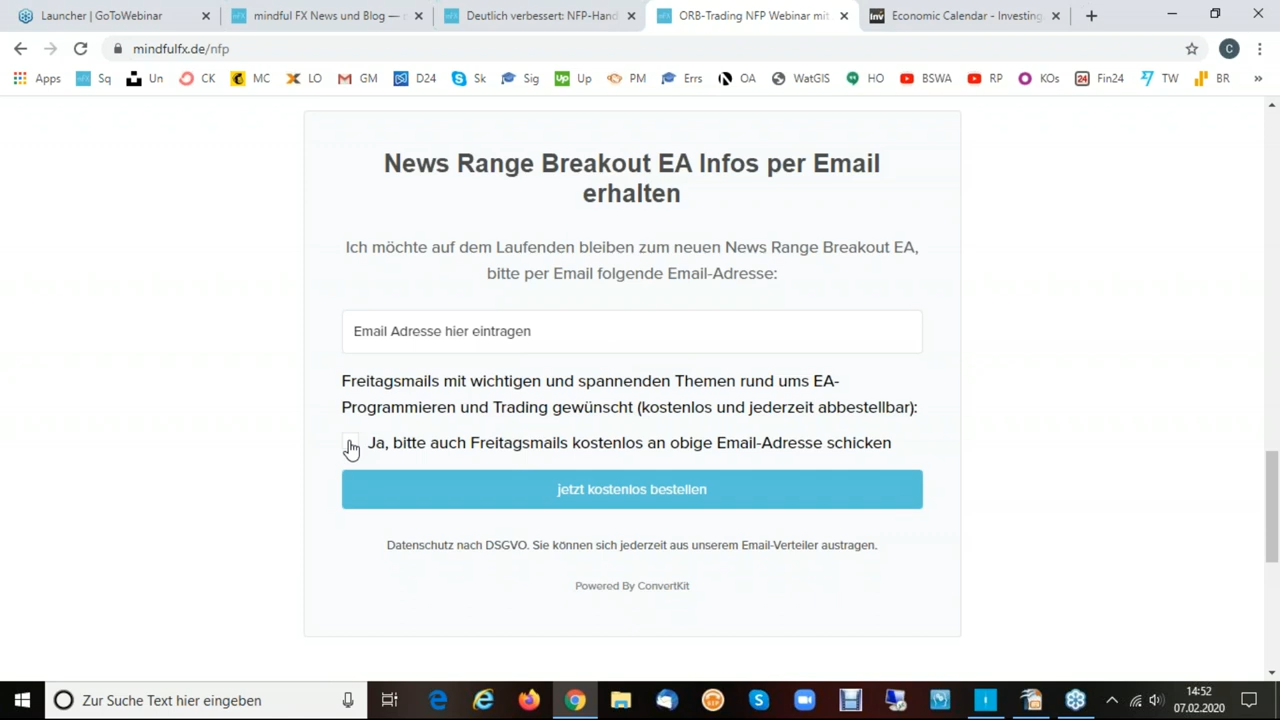 Launcher | GoToWebinar
mindful FX News und Blog —
Deutlich verbessert: NFP-Hand
ORB-Trading NFP Webinar mit
Economic Calendar - Investing.
mindfulfx.de/nfp
C
Apps Sq Un CK MC LO GM D24 Sk Sig Up PM Errs OA WatGIS HO BSWA RP KOs Fin24 TW BR »
News Range Breakout EA Infos per Email
erhalten
Ich möchte auf dem Laufenden bleiben zum neuen News Range Breakout EA,
bitte per Email folgende Email-Adresse:
Email Adresse hier eintragen
Freitagsmails mit wichtigen und spannenden Themen rund ums EA-
Programmieren und Trading gewünscht (kostenlos und jederzeit abbestellbar):
Ja, bitte auch Freitagsmails kostenlos an obige Email-Adresse schicken
jetzt kostenlos bestellen
Datenschutz nach DSGVO. Sie können sich jederzeit aus unserem Email-Verteiler austragen.
Powered By ConvertKit
Zur Suche Text hier eingeben
14:52
07.02.2020